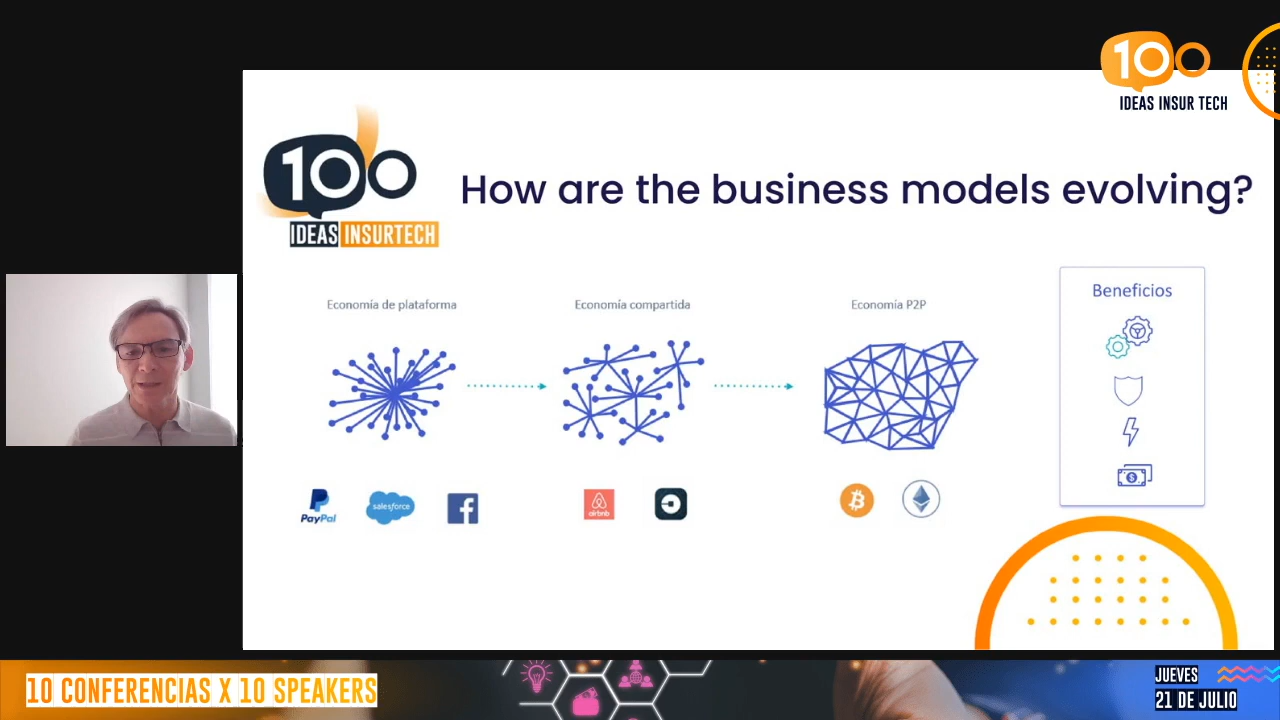 100
IDEAS INSUR TECH
100
IDEAS INSURTECH
How are the business models evolving?
Economía de plataforma
Economía compartida
Economía P2P
Beneficios
PayPal
salesforce
f
airbnb
10 CONFERENCIAS X 10 SPEAKERS
JUEVES
21 DE JULIO